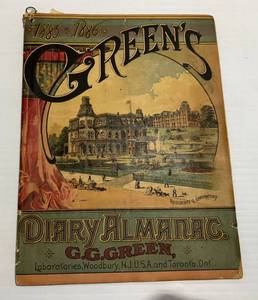 1885 1886
GREEN'S
DIARY ALMANAC.
G.G.GREEN,
Laboratories, Woodbury, N.J. U.S.A and Toronto, Ont.